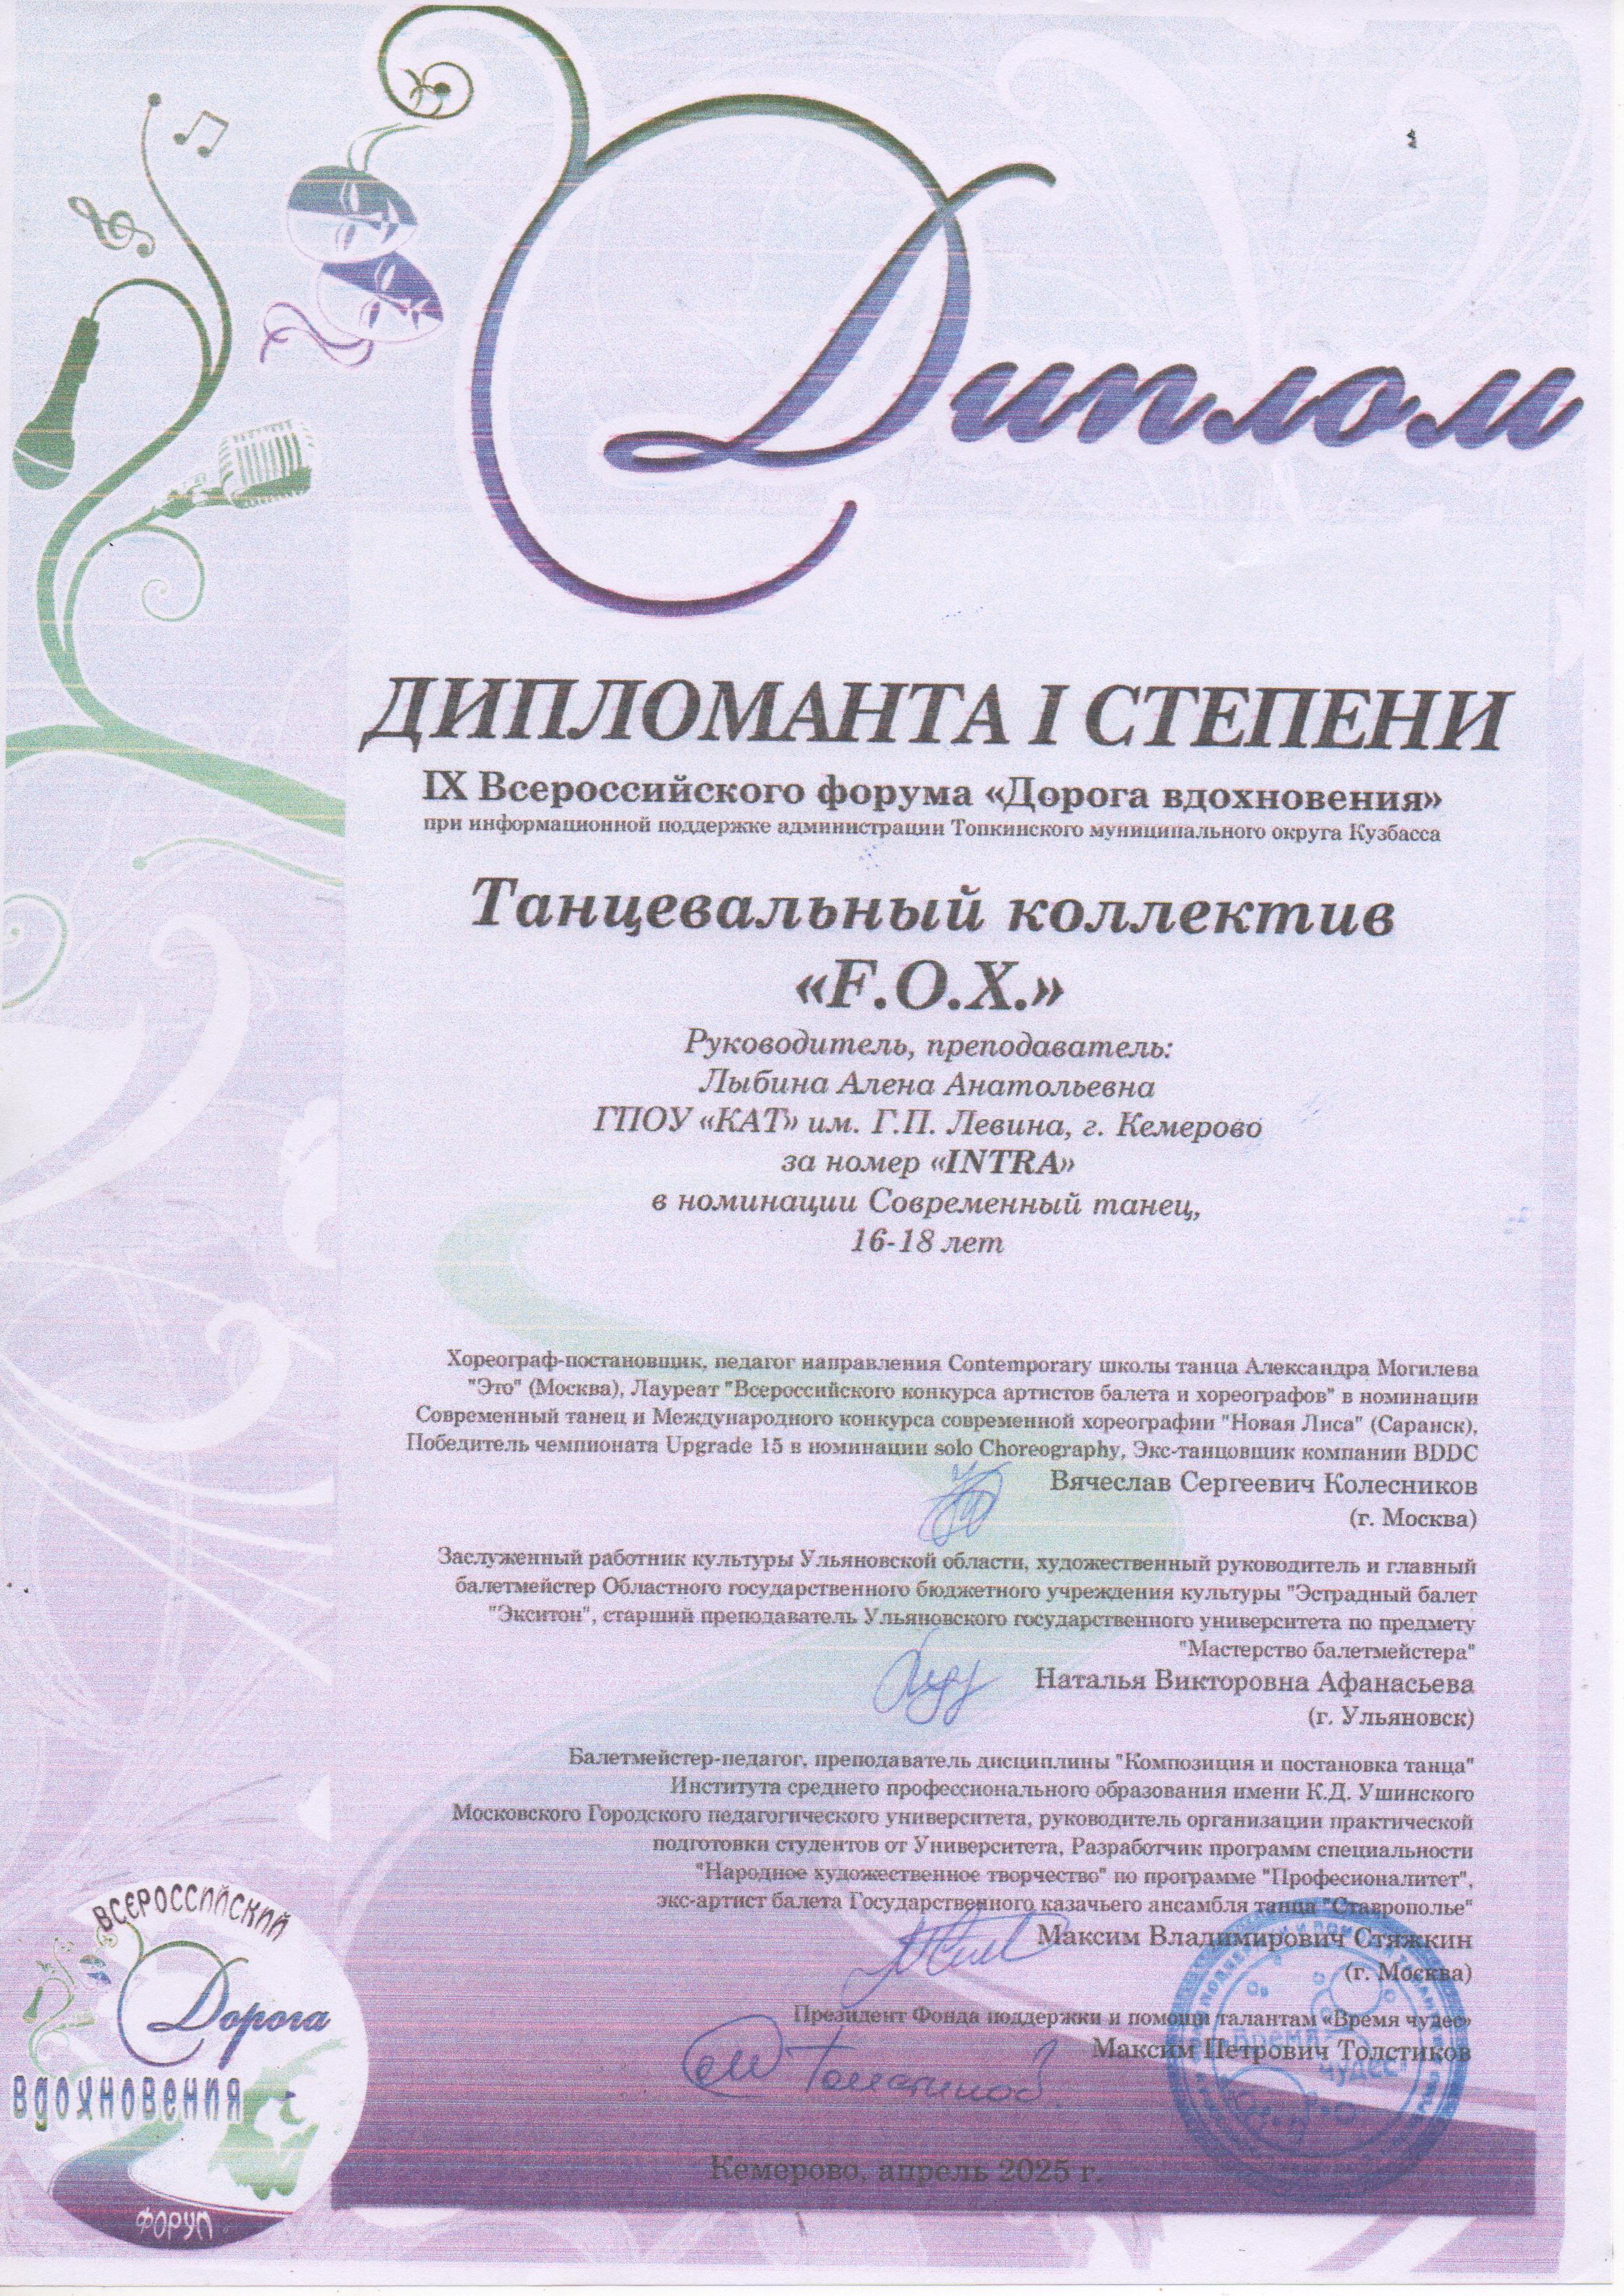 Диплом
ДИПЛОМАНТА I СТЕПЕНИ
IX Всероссийского форума «Дорога вдохновения»
при информационной поддержке администрации Топкинского муниципального округа Кузбасса
Танцевальный коллектив
«F.O.X.»
Руководитель, преподаватель:
Лыбина Алена Анатольевна
ГПОУ «КАТ» им. Г.П. Левина, г. Кемерово
за номер «INTRA»
в номинации Современный танец,
16-18 лет
Хореограф-постановщик, педагог направления Contemporary школы танца Александра Могилева
"Это" (Москва), Лауреат "Всероссийского конкурса артистов балета и хореографов" в номинации
Современный танец и Международного конкурса современной хореографии "Новая Лиса" (Саранск),
Победитель чемпионата Upgrade 15 в номинации solo Choreography, Экс-танцовщик компании BDDC
Вячеслав Сергеевич Колесников
(г. Москва)
Заслуженный работник культуры Ульяновской области, художественный руководитель и главный
балетмейстер Областного государственного бюджетного учреждения культуры "Эстрадный балет
"Экситон", старший преподаватель Ульяновского государственного университета по предмету
"Мастерство балетмейстера"
Наталья Викторовна Афанасьева
(г. Ульяновск)
Балетмейстер-педагог, преподаватель дисциплины "Композиция и постановка танца"
Института среднего профессионального образования имени К.Д. Ушинского
Московского Городского педагогического университета, руководитель организации практической
подготовки студентов от Университета, Разработчик программ специальности
"Народное художественное творчество" по программе "Професионалитет",
экс-артист балета Государственного казачьего ансамбля танца "Ставрополье"
Максим Владимирович Стяжкин
(г. Москва)
Президент Фонда поддержки и помощи талантам «Время чудес»
Максим Петрович Толстиков
Время
чудес
Кемерово, апрель 2025 г.
ВСЕРОССИЙСКИЙ
Дорога
вдохновения
ФОРУМ